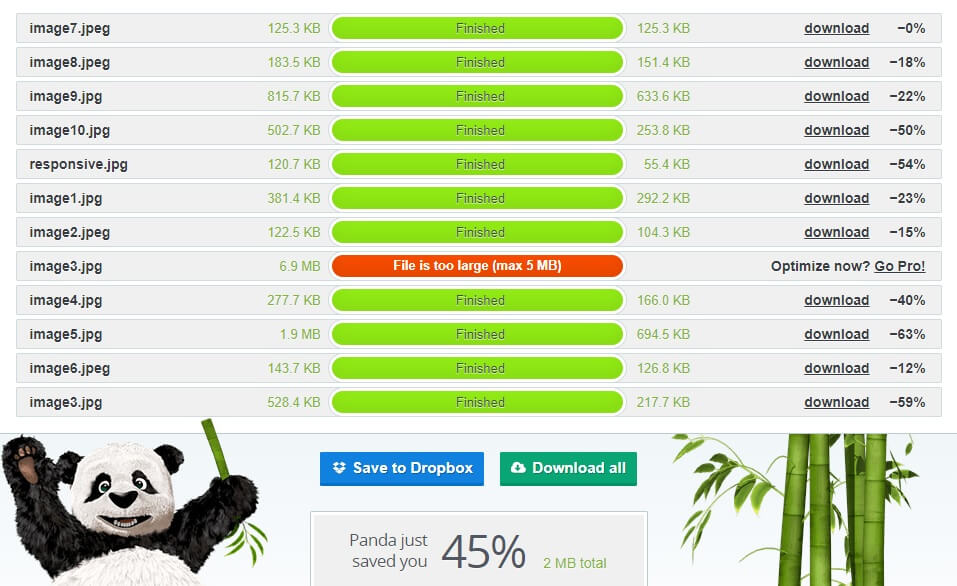 image7.jpeg 125.3 KB Finished 125.3 KB download −0%
image8.jpeg 183.5 KB Finished 151.4 KB download −18%
image9.jpg 815.7 KB Finished 633.6 KB download −22%
image10.jpg 502.7 KB Finished 253.8 KB download −50%
responsive.jpg 120.7 KB Finished 55.4 KB download −54%
image1.jpg 381.4 KB Finished 292.2 KB download −23%
image2.jpeg 122.5 KB Finished 104.3 KB download −15%
image3.jpg 6.9 MB File is too large (max 5 MB) Optimize now? Go Pro!
image4.jpg 277.7 KB Finished 166.0 KB download −40%
image5.jpg 1.9 MB Finished 694.5 KB download −63%
image6.jpeg 143.7 KB Finished 126.8 KB download −12%
image3.jpg 528.4 KB Finished 217.7 KB download −59%
Save to Dropbox Download all
Panda just
saved you 45% 2 MB total